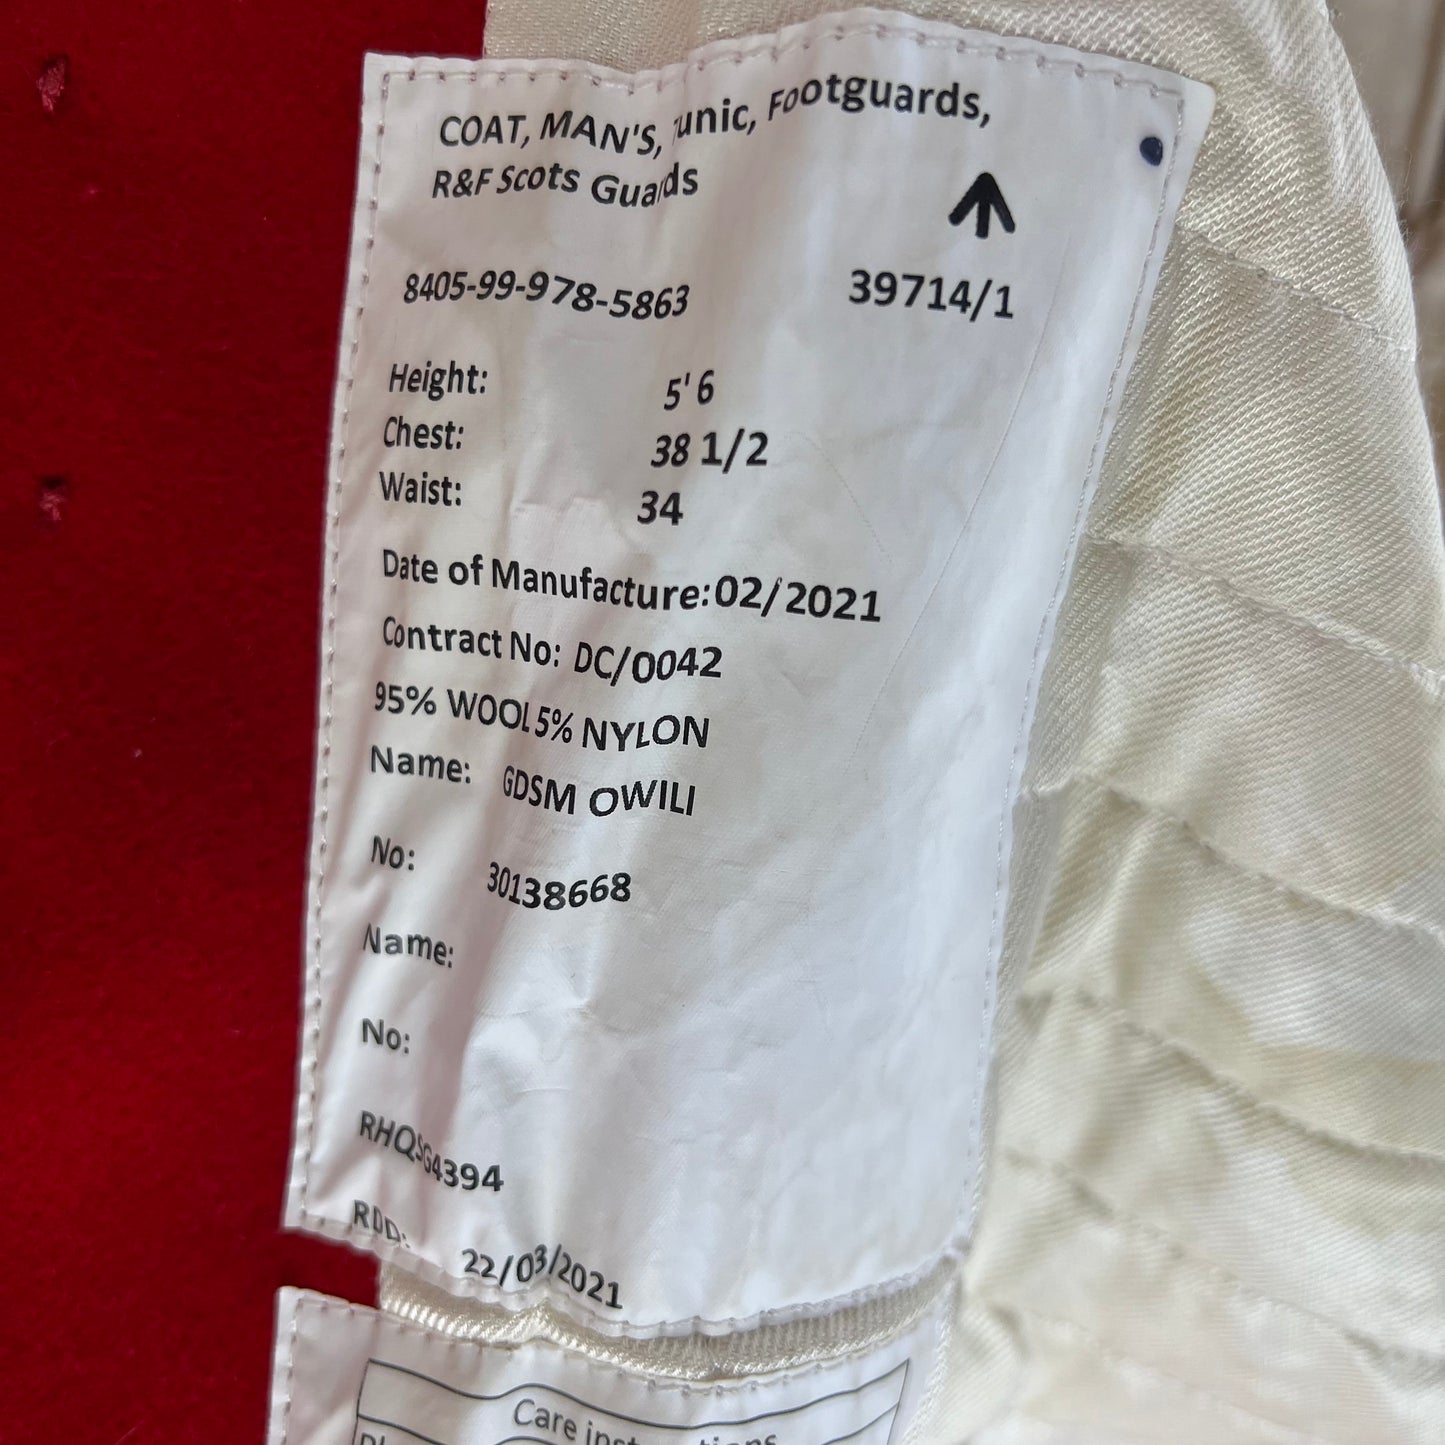 COAT, MAN'S, Tunic, Footguards,
R&F Scots Guards
8405-99-978-5863 39714/1
Height: 5'6
Chest: 38 1/2
Waist: 34
Date of Manufacture:02/2021
Contract No: DC/0042
95% WOOL 5% NYLON
Name: GDSM OWILI
No: 30138668
Name:
No:
RHQSG4394
RDD: 22/03/2021
Care instructions